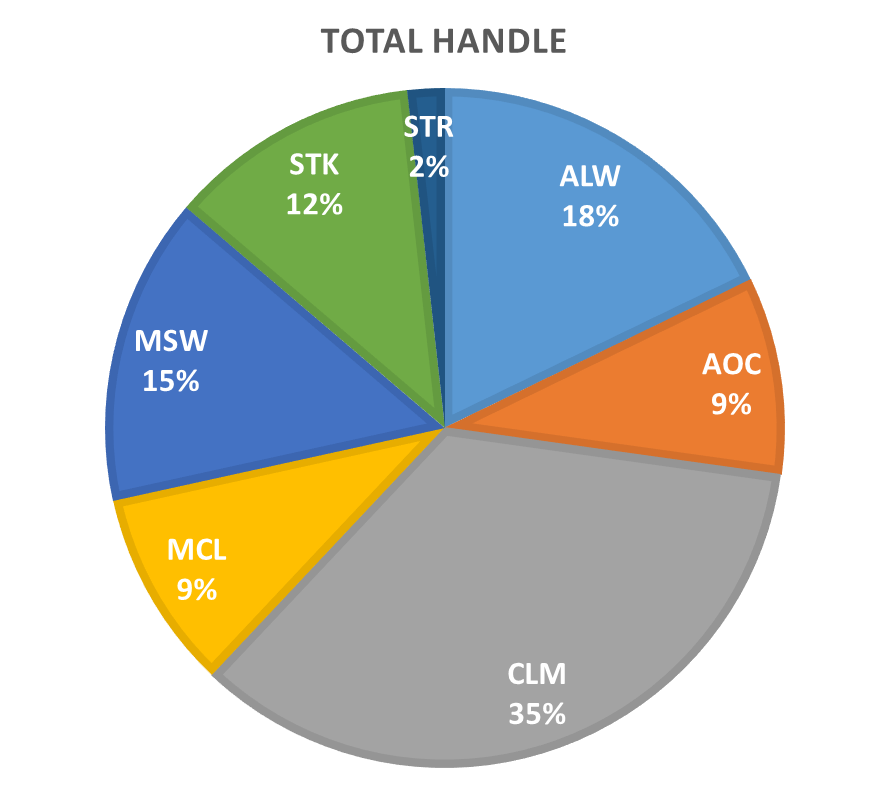 TOTAL HANDLE
STR
2%
ALW
18%
AOC
9%
CLM
35%
MCL
9%
MSW
15%
STK
12%